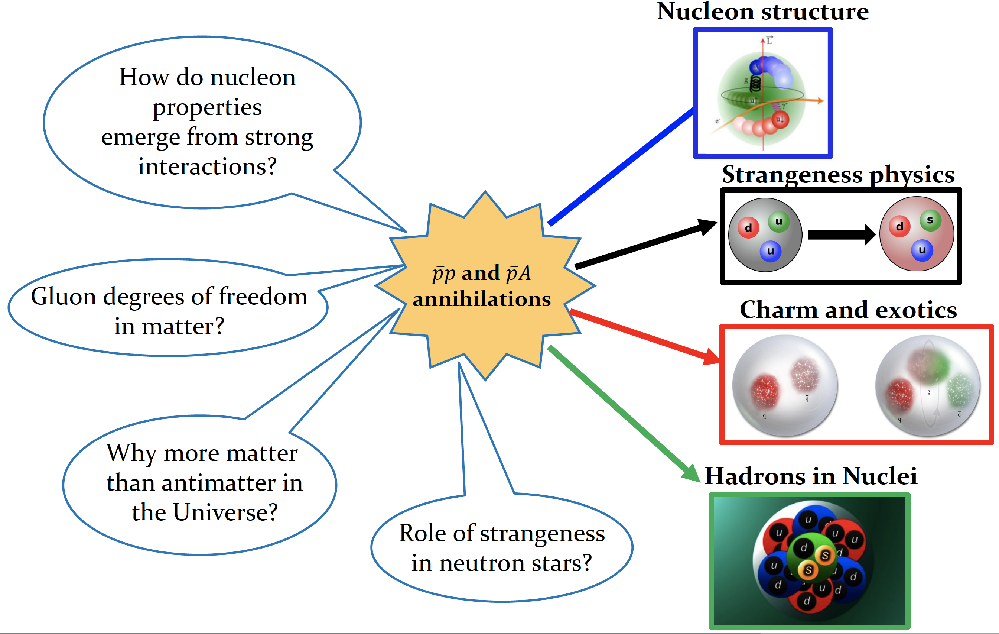 How do nucleon
properties
emerge from strong
interactions?
Gluon degrees of freedom
in matter?
Why more matter
than antimatter in
the Universe?
Role of strangeness
in neutron stars?
p̄p and p̄A
annihilations
Nucleon structure
L⃗
g
u↑
γ*
u↓
e⁻
Strangeness physics
d
u
u
d
s
u
Charm and exotics
q
q̄
q
g
q̄
Hadrons in Nuclei
u
d
u
u
u
d
s
d
s
u
u
d
d
u
d
d